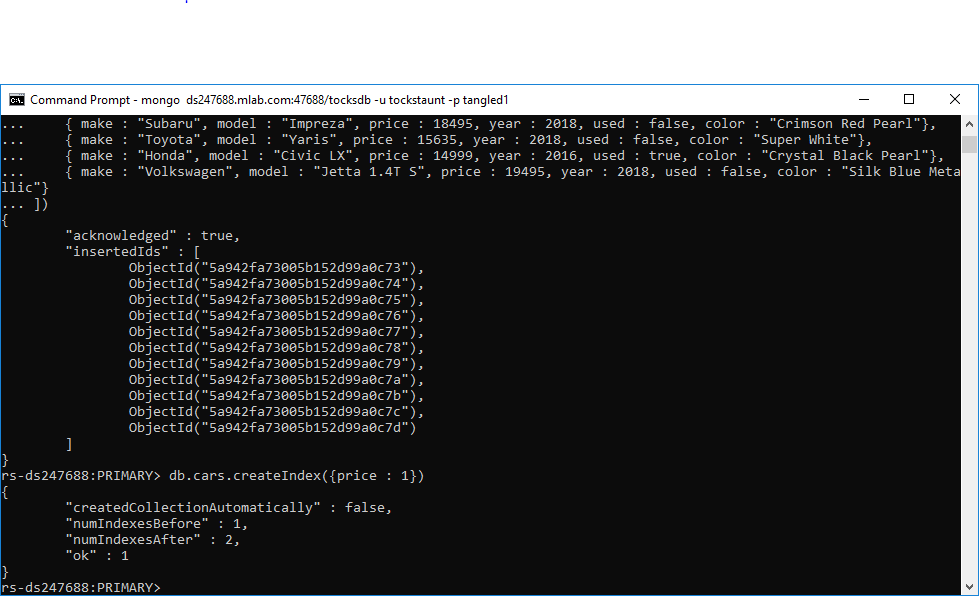 Command Prompt - mongo  ds247688.mlab.com:47688/tocksdb -u tockstaunt -p tangled1
...     { make : "Subaru", model : "Impreza", price : 18495, year : 2018, used : false, color : "Crimson Red Pearl"},
...     { make : "Toyota", model : "Yaris", price : 15635, year : 2018, used : false, color : "Super White"},
...     { make : "Honda", model : "Civic LX", price : 14999, year : 2016, used : true, color : "Crystal Black Pearl"},
...     { make : "Volkswagen", model : "Jetta 1.4T S", price : 19495, year : 2018, used : false, color : "Silk Blue Meta
llic"}
... ])
{
        "acknowledged" : true,
        "insertedIds" : [
                ObjectId("5a942fa73005b152d99a0c73"),
                ObjectId("5a942fa73005b152d99a0c74"),
                ObjectId("5a942fa73005b152d99a0c75"),
                ObjectId("5a942fa73005b152d99a0c76"),
                ObjectId("5a942fa73005b152d99a0c77"),
                ObjectId("5a942fa73005b152d99a0c78"),
                ObjectId("5a942fa73005b152d99a0c79"),
                ObjectId("5a942fa73005b152d99a0c7a"),
                ObjectId("5a942fa73005b152d99a0c7b"),
                ObjectId("5a942fa73005b152d99a0c7c"),
                ObjectId("5a942fa73005b152d99a0c7d")
        ]
}
rs-ds247688:PRIMARY> db.cars.createIndex({price : 1})
{
        "createdCollectionAutomatically" : false,
        "numIndexesBefore" : 1,
        "numIndexesAfter" : 2,
        "ok" : 1
}
rs-ds247688:PRIMARY>